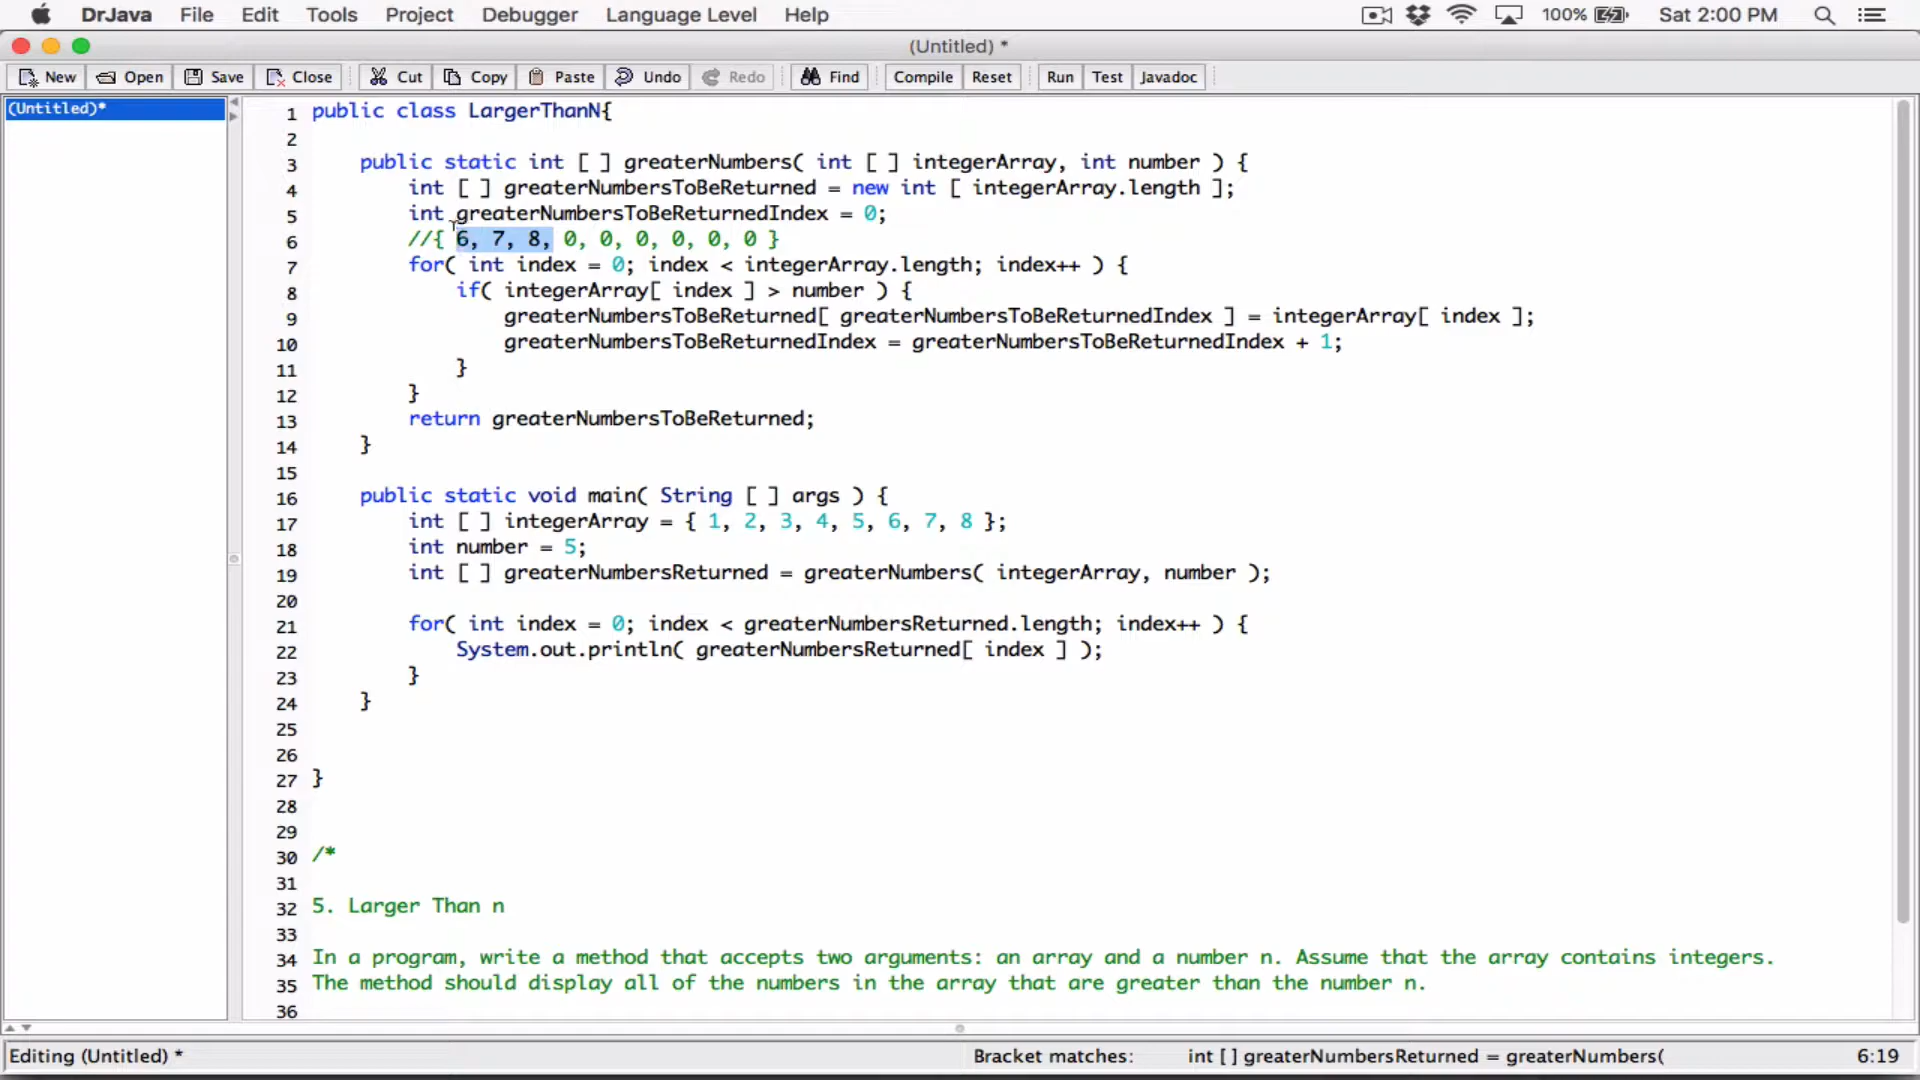 DrJava File Edit Tools Project Debugger Language Level Help 100% Sat 2:00 PM
(Untitled) *
New Open Save Close Cut Copy Paste Undo Redo Find Compile Reset Run Test Javadoc
(Untitled)*
1 public class LargerThanN{
2
3 public static int [ ] greaterNumbers( int [ ] integerArray, int number ) {
4 int [ ] greaterNumbersToBeReturned = new int [ integerArray.length ];
5 int greaterNumbersToBeReturnedIndex = 0;
6 //{ 6, 7, 8, 0, 0, 0, 0, 0, 0 }
7 for( int index = 0; index < integerArray.length; index++ ) {
8 if( integerArray[ index ] > number ) {
9 greaterNumbersToBeReturned[ greaterNumbersToBeReturnedIndex ] = integerArray[ index ];
10 greaterNumbersToBeReturnedIndex = greaterNumbersToBeReturnedIndex + 1;
11 }
12 }
13 return greaterNumbersToBeReturned;
14 }
15
16 public static void main( String [ ] args ) {
17 int [ ] integerArray = { 1, 2, 3, 4, 5, 6, 7, 8 };
18 int number = 5;
19 int [ ] greaterNumbersReturned = greaterNumbers( integerArray, number );
20
21 for( int index = 0; index < greaterNumbersReturned.length; index++ ) {
22 System.out.println( greaterNumbersReturned[ index ] );
23 }
24 }
25
26
27 }
28
29
30 /*
31
32 5. Larger Than n
33
34 In a program, write a method that accepts two arguments: an array and a number n. Assume that the array contains integers.
35 The method should display all of the numbers in the array that are greater than the number n.
36
Editing (Untitled) * Bracket matches: int [ ] greaterNumbersReturned = greaterNumbers( 6:19